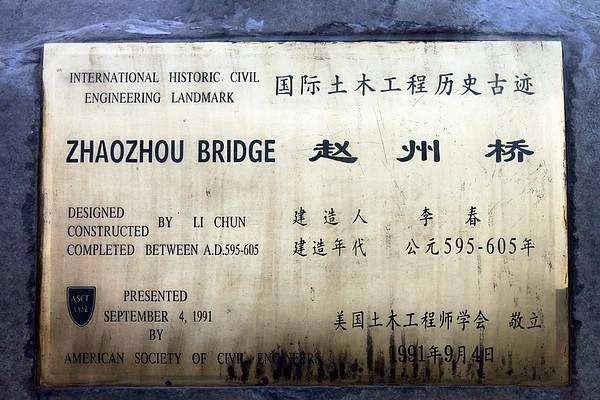 INTERNATIONAL HISTORIC CIVIL
ENGINEERING LANDMARK
国际土木工程历史古迹
ZHAOZHOU BRIDGE 赵州桥
DESIGNED
CONSTRUCTED BY LI CHUN
COMPLETED BETWEEN A.D.595-605
建造人 李春
建造年代 公元595-605年
PRESENTED
SEPTEMBER 4, 1991
BY
AMERICAN SOCIETY OF CIVIL ENGINEERS
美国土木工程师学会 敬立
1991年9月4日
ASCE
1852